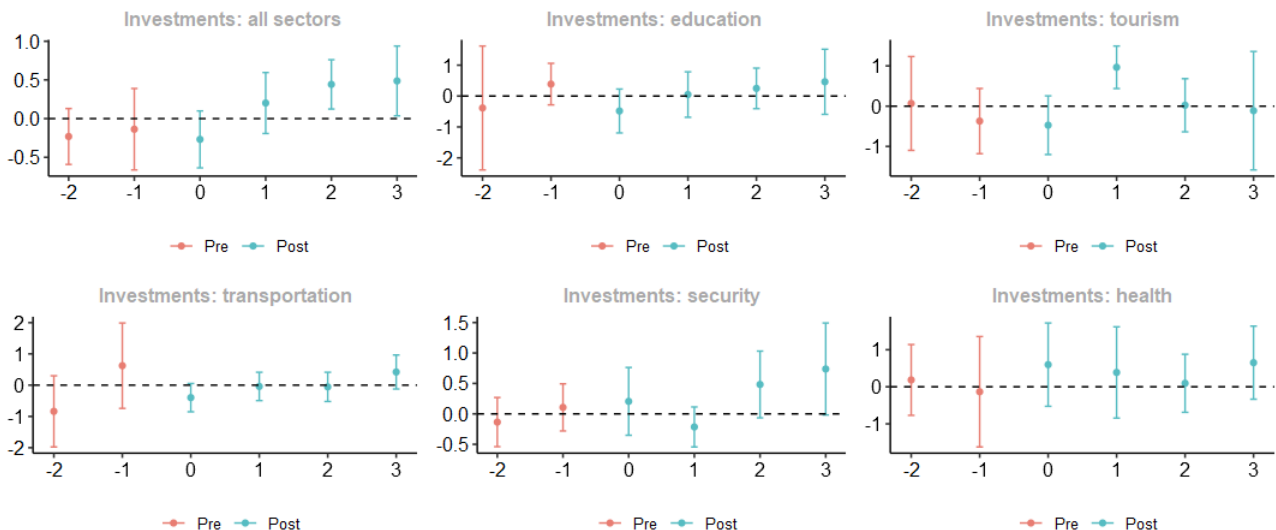 Investments: all sectors
1.0
0.5
0.0
-0.5
-2 -1 0 1 2 3
Pre Post
Investments: education
1
0
-1
-2
-2 -1 0 1 2 3
Pre Post
Investments: tourism
1
0
-1
-2 -1 0 1 2 3
Pre Post
Investments: transportation
2
1
0
-1
-2
-2 -1 0 1 2 3
Pre Post
Investments: security
1.5
1.0
0.5
0.0
-0.5
-2 -1 0 1 2 3
Pre Post
Investments: health
1
0
-1
-2 -1 0 1 2 3
Pre Post